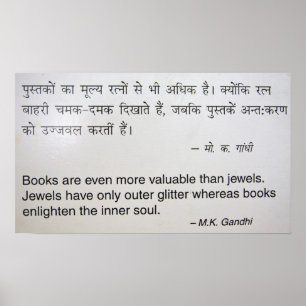 पुस्तकों का मूल्य रत्नों से भी अधिक है। क्योंकि रत्न
बाहरी चमक-दमक दिखाते हैं, जबकि पुस्तकें अन्त:करण
को उज्जवल करतीं हैं।
– मो. क. गांधी
Books are even more valuable than jewels.
Jewels have only outer glitter whereas books
enlighten the inner soul.
– M.K. Gandhi